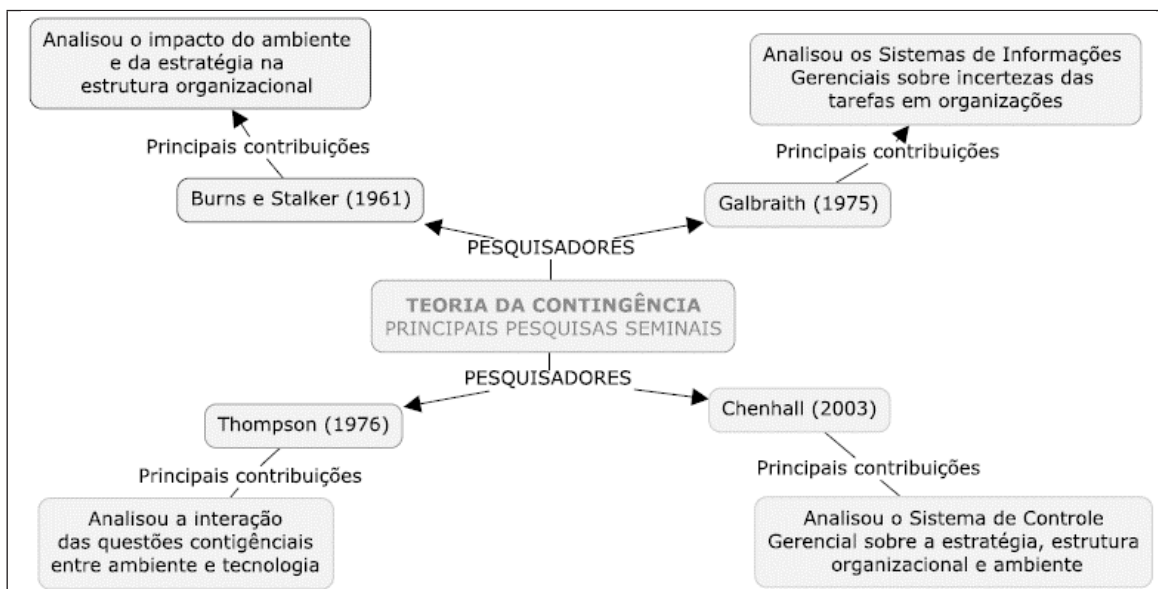 Analisou o impacto do ambiente
e da estratégia na
estrutura organizacional
Principais contribuições
Burns e Stalker (1961)
Analisou os Sistemas de Informações
Gerenciais sobre incertezas das
tarefas em organizações
Principais contribuições
Galbraith (1975)
PESQUISADORES
TEORIA DA CONTINGÊNCIA
PRINCIPAIS PESQUISAS SEMINAIS
PESQUISADORES
Thompson (1976)
Principais contribuições
Analisou a interação
das questões contigênciais
entre ambiente e tecnologia
Chenhall (2003)
Principais contribuições
Analisou o Sistema de Controle
Gerencial sobre a estratégia, estrutura
organizacional e ambiente